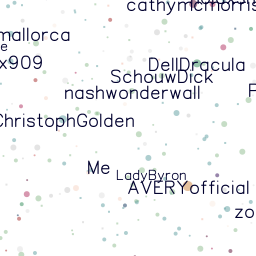 cathymcmorris
mallorca
x909
DellDracula
SchouwDick
nashwonderwall
ChristophGolden
Me
LadyByron
AVERYofficial
zo